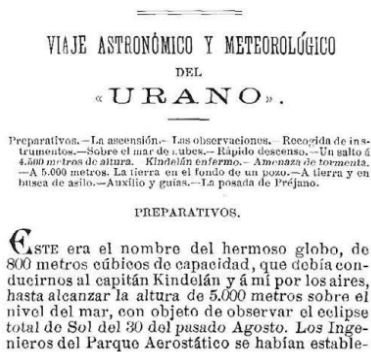 VIAJE ASTRONÓMICO Y METEOROLÓGICO
DEL
«URANO».
Preparativos.—La ascensión.—Las observaciones.—Recogida de ins-
trumentos.—Sobre el mar de nubes.—Rápido descenso.—Un salto á
4.500 metros de altura. Kindelán enfermo.—Amenaza de tormenta.
—A 5.000 metros. La tierra en el fondo de un pozo.—A tierra y en
busca de asilo.—Auxilio y guías.—La posada de Préjano.
PREPARATIVOS.
ESTE era el nombre del hermoso globo, de
800 metros cúbicos de capacidad, que debía con-
ducirnos al capitán Kindelán y á mí por los aires,
hasta alcanzar la altura de 5.000 metros sobre el
nivel del mar, con objeto de observar el eclipse
total de Sol del 30 del pasado Agosto. Los Inge-
nieros del Parque Aerostático se habían estable-